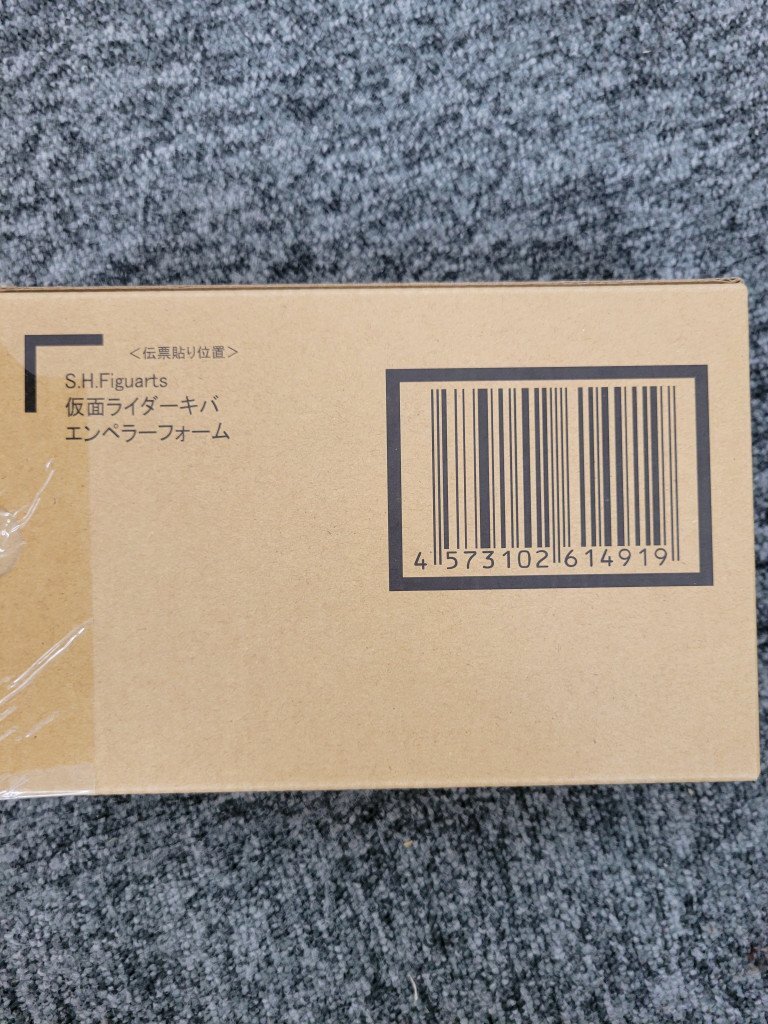 ＜伝票貼り位置＞
S.H.Figuarts
仮面ライダーキバ
エンペラーフォーム
4 573102 614919